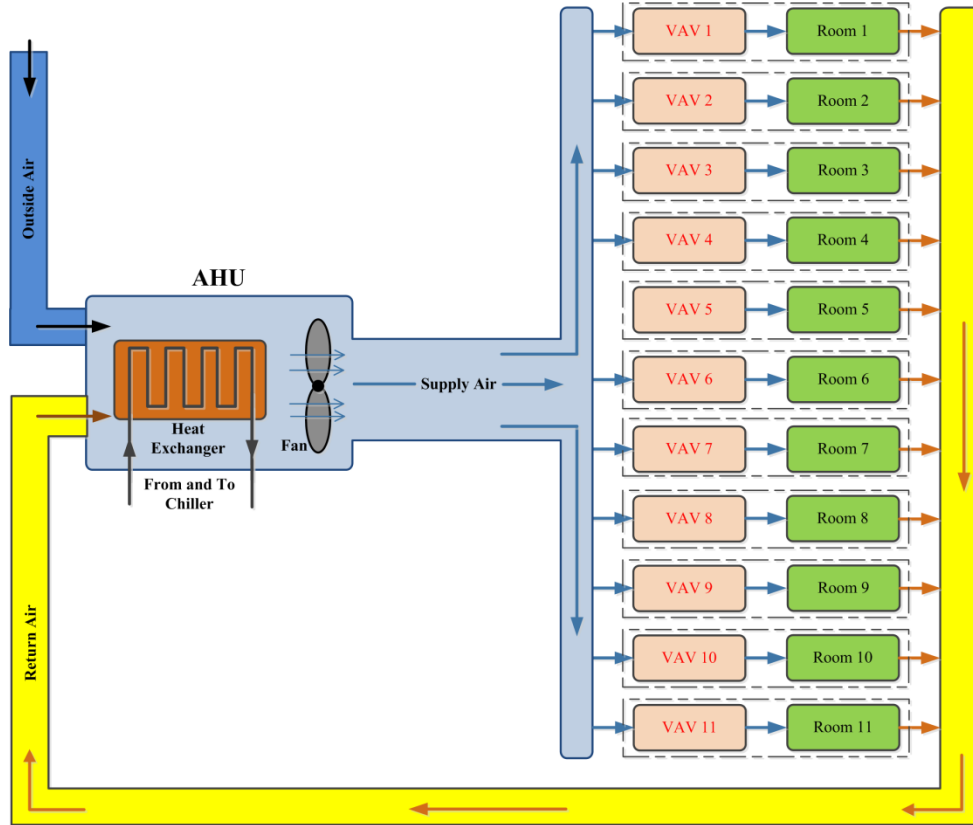 VAV 1
Room 1
VAV 2
Room 2
VAV 3
Room 3
VAV 4
Room 4
VAV 5
Room 5
VAV 6
Room 6
VAV 7
Room 7
VAV 8
Room 8
VAV 9
Room 9
VAV 10
Room 10
VAV 11
Room 11
Outside Air
AHU
Heat
Exchanger
Fan
From and To
Chiller
Supply Air
Return Air